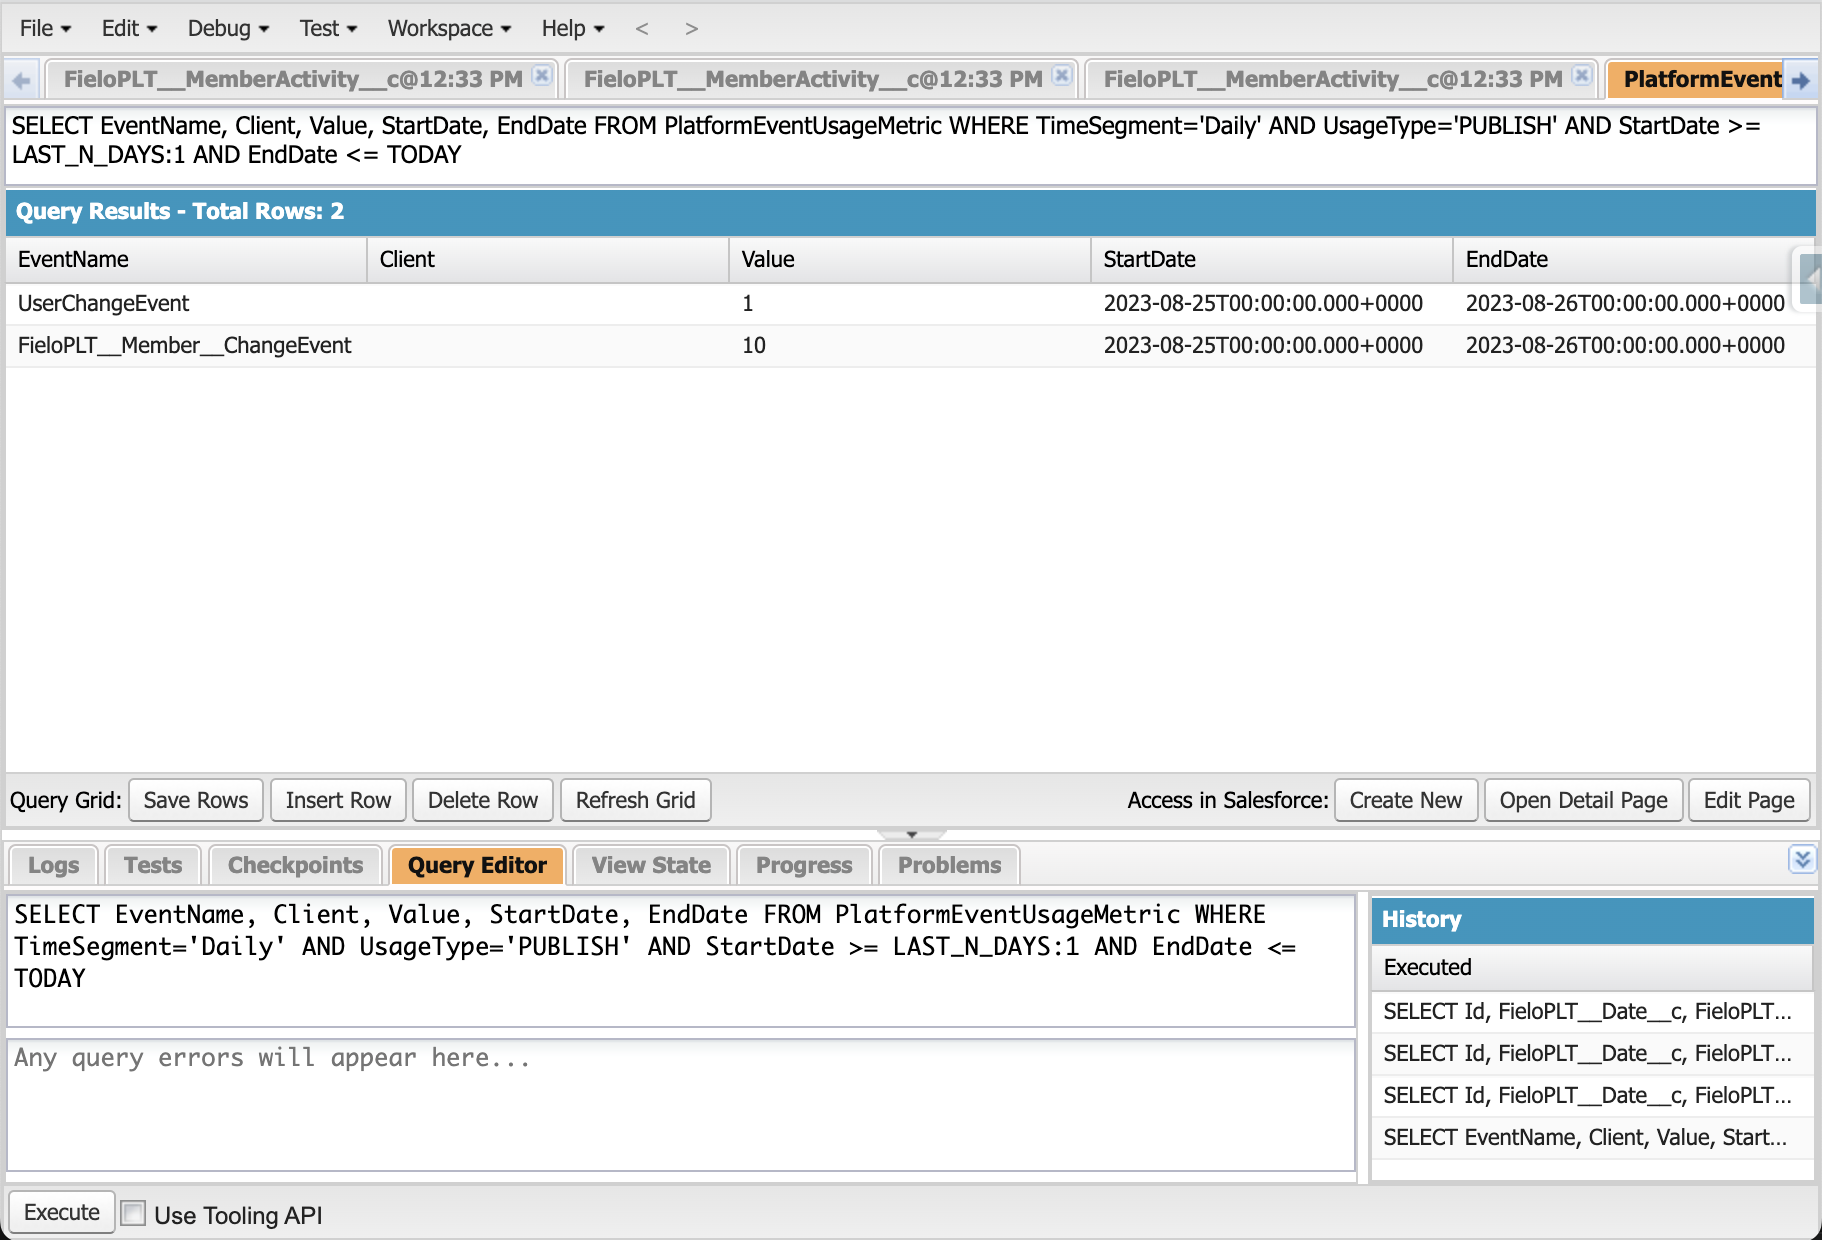 File Edit Debug Test Workspace Help < >
FieloPLT__MemberActivity__c@12:33 PM FieloPLT__MemberActivity__c@12:33 PM FieloPLT__MemberActivity__c@12:33 PM PlatformEvent
SELECT EventName, Client, Value, StartDate, EndDate FROM PlatformEventUsageMetric WHERE TimeSegment='Daily' AND UsageType='PUBLISH' AND StartDate >=
LAST_N_DAYS:1 AND EndDate <= TODAY
Query Results - Total Rows: 2
EventName Client Value StartDate EndDate
UserChangeEvent 1 2023-08-25T00:00:00.000+0000 2023-08-26T00:00:00.000+0000
FieloPLT__Member__ChangeEvent 10 2023-08-25T00:00:00.000+0000 2023-08-26T00:00:00.000+0000
Query Grid: Save Rows Insert Row Delete Row Refresh Grid Access in Salesforce: Create New Open Detail Page Edit Page
Logs Tests Checkpoints Query Editor View State Progress Problems
SELECT EventName, Client, Value, StartDate, EndDate FROM PlatformEventUsageMetric WHERE
TimeSegment='Daily' AND UsageType='PUBLISH' AND StartDate >= LAST_N_DAYS:1 AND EndDate <=
TODAY
Any query errors will appear here...
History
Executed
SELECT Id, FieloPLT__Date__c, FieloPLT...
SELECT Id, FieloPLT__Date__c, FieloPLT...
SELECT Id, FieloPLT__Date__c, FieloPLT...
SELECT EventName, Client, Value, Start...
Execute Use Tooling API